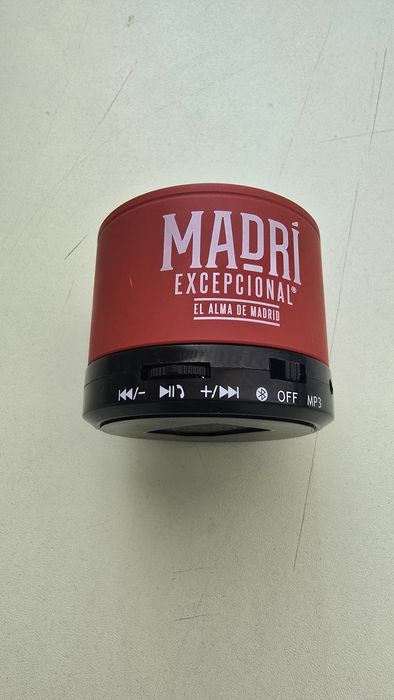 MADRÍ
EXCEPCIONAL®
EL ALMA DE MADRID
/- +/ OFF MP3